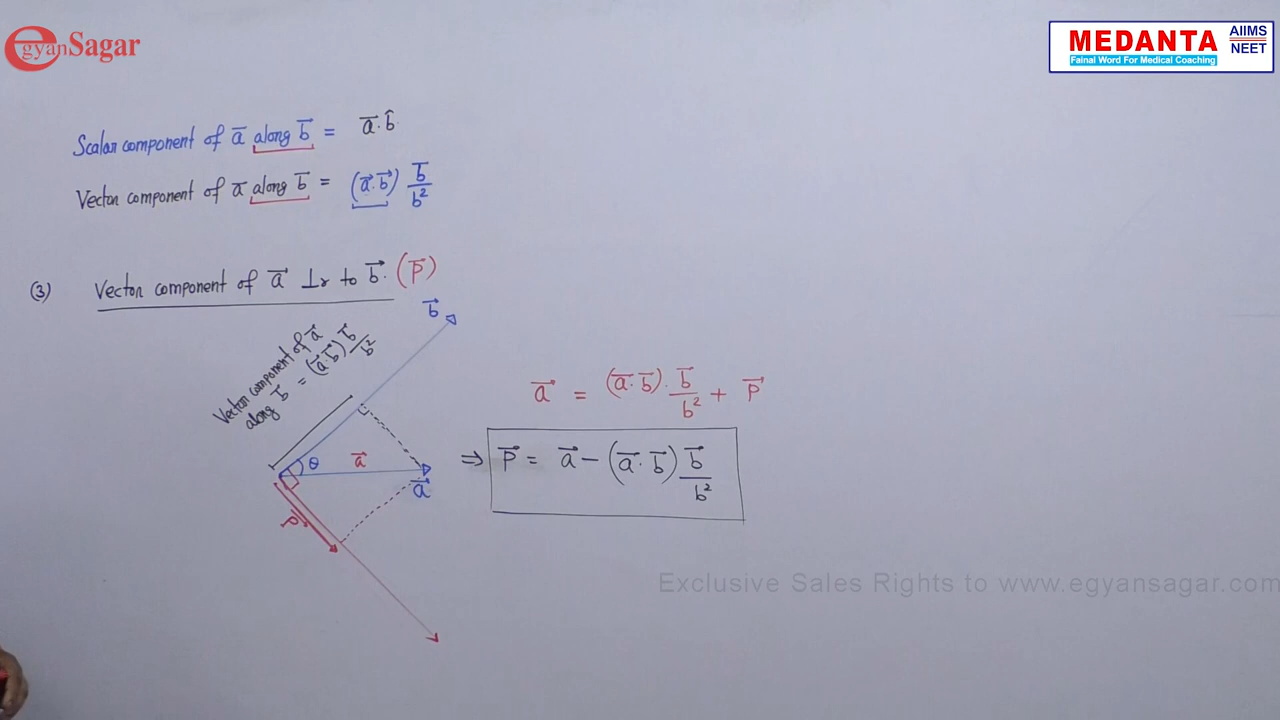 egyanSagar
MEDANTA
AIIMS
NEET
Fainal Word For Medical Coaching
Scalar component of a⃗ along b⃗ = a⃗·b̂
Vector component of a⃗ along b⃗ = (a⃗·b⃗) b⃗/b²
(3) Vector component of a⃗ ⊥r to b⃗. (P⃗)
b⃗
Vector component of a⃗
along b⃗ = (a⃗·b⃗) b⃗/b²
θ
a⃗
a⃗
P⃗
a⃗ = (a⃗·b⃗). b⃗/b² + P⃗
⇒ P⃗ = a⃗ − (a⃗·b⃗) b⃗/b²
Exclusive Sales Rights to www.egyansagar.com